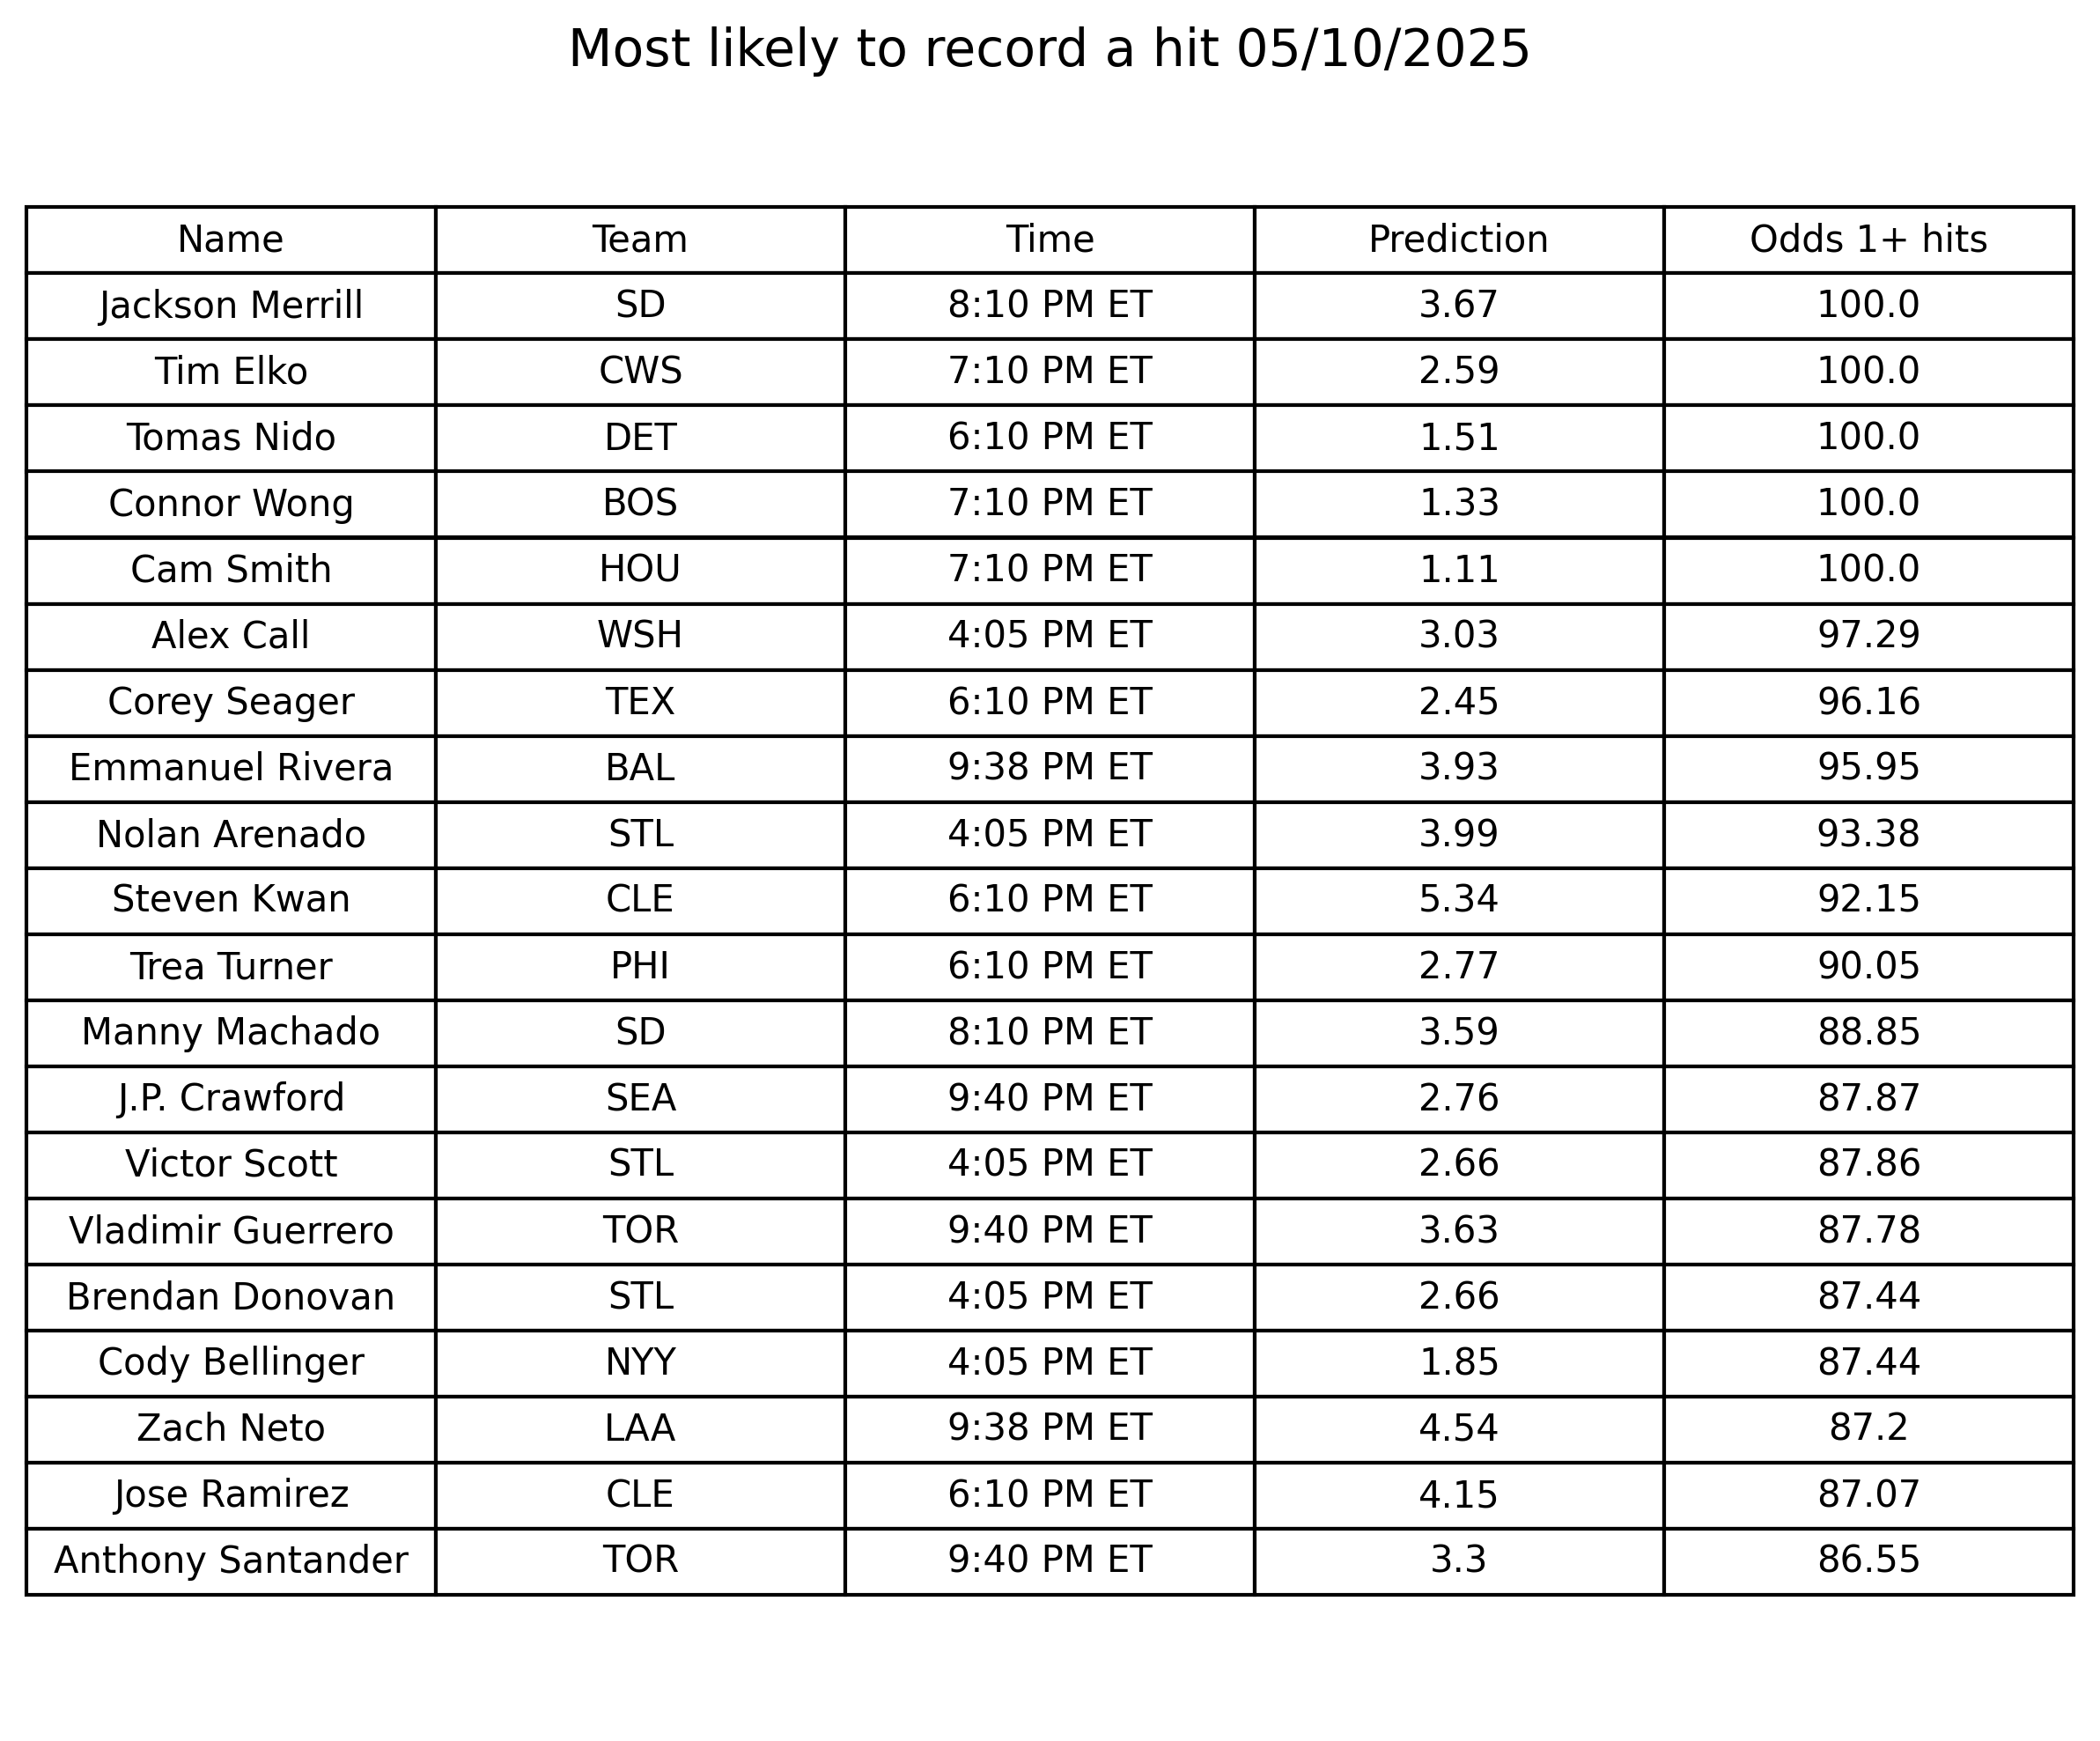 Most likely to record a hit 05/10/2025
Name Team Time Prediction Odds 1+ hits
Jackson Merrill SD 8:10 PM ET 3.67 100.0
Tim Elko CWS 7:10 PM ET 2.59 100.0
Tomas Nido DET 6:10 PM ET 1.51 100.0
Connor Wong BOS 7:10 PM ET 1.33 100.0
Cam Smith HOU 7:10 PM ET 1.11 100.0
Alex Call WSH 4:05 PM ET 3.03 97.29
Corey Seager TEX 6:10 PM ET 2.45 96.16
Emmanuel Rivera BAL 9:38 PM ET 3.93 95.95
Nolan Arenado STL 4:05 PM ET 3.99 93.38
Steven Kwan CLE 6:10 PM ET 5.34 92.15
Trea Turner PHI 6:10 PM ET 2.77 90.05
Manny Machado SD 8:10 PM ET 3.59 88.85
J.P. Crawford SEA 9:40 PM ET 2.76 87.87
Victor Scott STL 4:05 PM ET 2.66 87.86
Vladimir Guerrero TOR 9:40 PM ET 3.63 87.78
Brendan Donovan STL 4:05 PM ET 2.66 87.44
Cody Bellinger NYY 4:05 PM ET 1.85 87.44
Zach Neto LAA 9:38 PM ET 4.54 87.2
Jose Ramirez CLE 6:10 PM ET 4.15 87.07
Anthony Santander TOR 9:40 PM ET 3.3 86.55